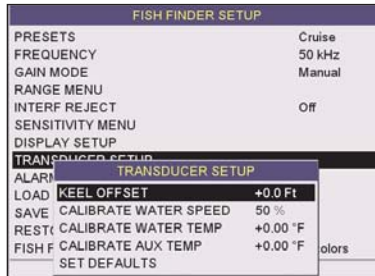 FISH FINDER SETUP
PRESETS Cruise
FREQUENCY 50 kHz
GAIN MODE Manual
RANGE MENU
INTERF REJECT Off
SENSITIVITY MENU
DISPLAY SETUP
TRANSDUCER SETUP
TRANSDUCER SETUP
KEEL OFFSET +0.0 Ft
CALIBRATE WATER SPEED 50 %
CALIBRATE WATER TEMP +0.00 °F
CALIBRATE AUX TEMP +0.00 °F
SET DEFAULTS
ALARM
LOAD
SAVE
FISH F olors